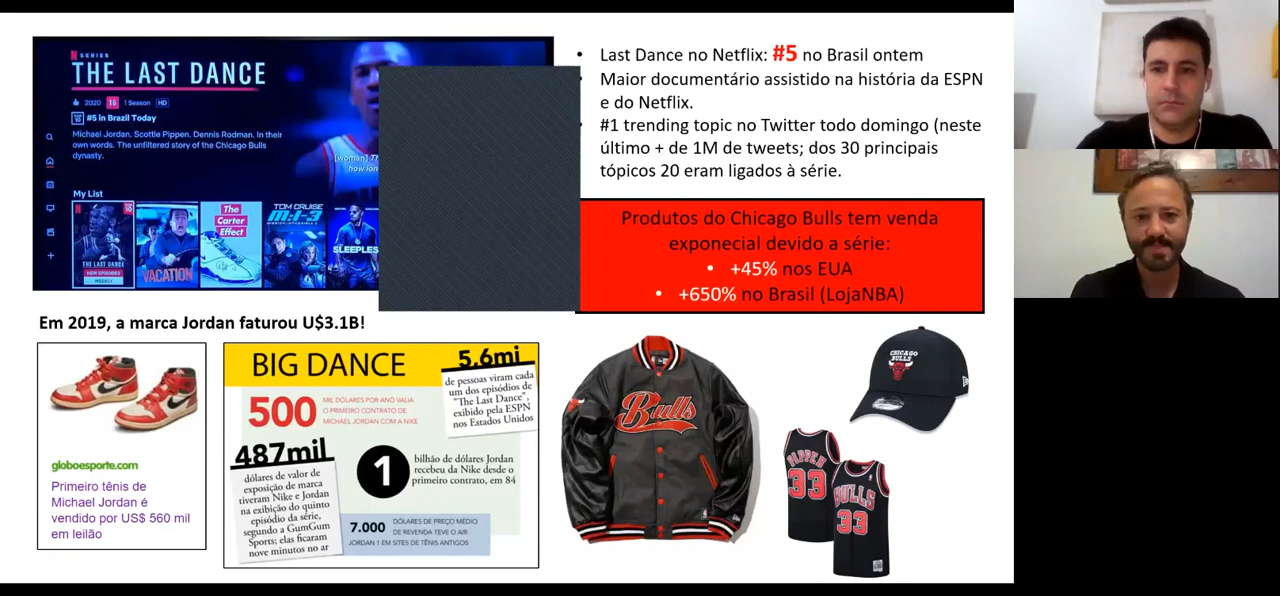 N SERIES
THE LAST DANCE
2020 16 1 Season HD
TOP 10 #5 in Brazil Today
Michael Jordan. Scottie Pippen. Dennis Rodman. In their
own words. The unfiltered story of the Chicago Bulls
dynasty.
[woman]
how lon
My List
THE LAST DANCE
NEW EPISODES
WEEKLY
VACATION
The
Carter
Effect
TOM CRUISE
M:I-3
SLEEPLES
• Last Dance no Netflix: #5 no Brasil ontem
• Maior documentário assistido na história da ESPN
e do Netflix.
• #1 trending topic no Twitter todo domingo (neste
último + de 1M de tweets; dos 30 principais
tópicos 20 eram ligados à série.
Produtos do Chicago Bulls tem venda
exponecial devido a série:
• +45% nos EUA
• +650% no Brasil (LojaNBA)
Em 2019, a marca Jordan faturou U$3.1B!
globoesporte.com
Primeiro tênis de
Michael Jordan é
vendido por US$ 560 mil
em leilão
BIG DANCE
5,6mi
de pessoas viram cada
um dos episódios de
"The Last Dance",
exibido pela ESPN
nos Estados Unidos
500
MIL DÓLARES POR ANO VALIA
O PRIMEIRO CONTRATO DE
MICHAEL JORDAN COM A NIKE
487mil
dólares de valor de
exposição de marca
tiveram Nike e Jordan
na exibição do quinto
episódio da série,
segundo a GumGum
Sports; elas ficaram
nove minutos no ar
1
bilhão de dólares Jordan
recebeu da Nike desde o
primeiro contrato, em 84
7.000
DÓLARES DE PREÇO MÉDIO
DE REVENDA TEVE O AIR
JORDAN 1 EM SITES DE TÊNIS ANTIGOS
Bulls
CHICAGO
BULLS
PIPPEN
33
BULLS
33